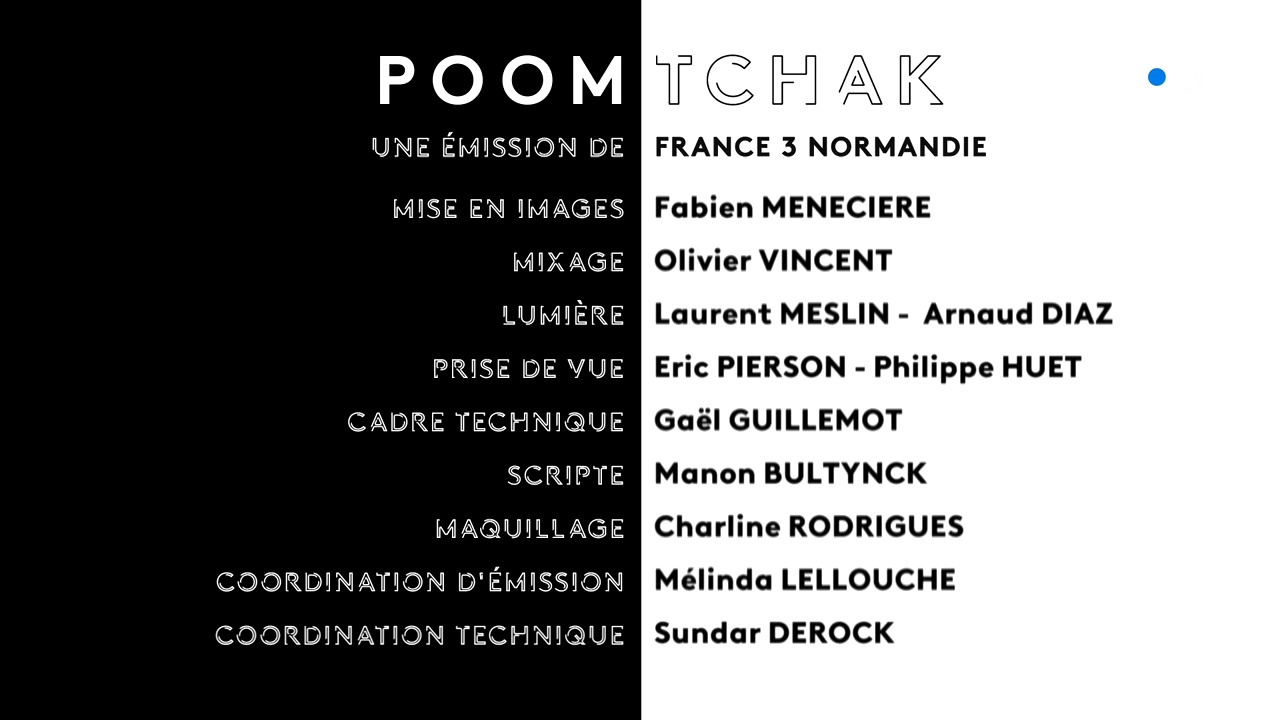 POOM TCHAK
UNE ÉMISSION DE FRANCE 3 NORMANDIE
MISE EN IMAGES Fabien MENECIERE
MIXAGE Olivier VINCENT
LUMIÈRE Laurent MESLIN - Arnaud DIAZ
PRISE DE VUE Eric PIERSON - Philippe HUET
CADRE TECHNIQUE Gaël GUILLEMOT
SCRIPTE Manon BULTYNCK
MAQUILLAGE Charline RODRIGUES
COORDINATION D'ÉMISSION Mélinda LELLOUCHE
COORDINATION TECHNIQUE Sundar DEROCK